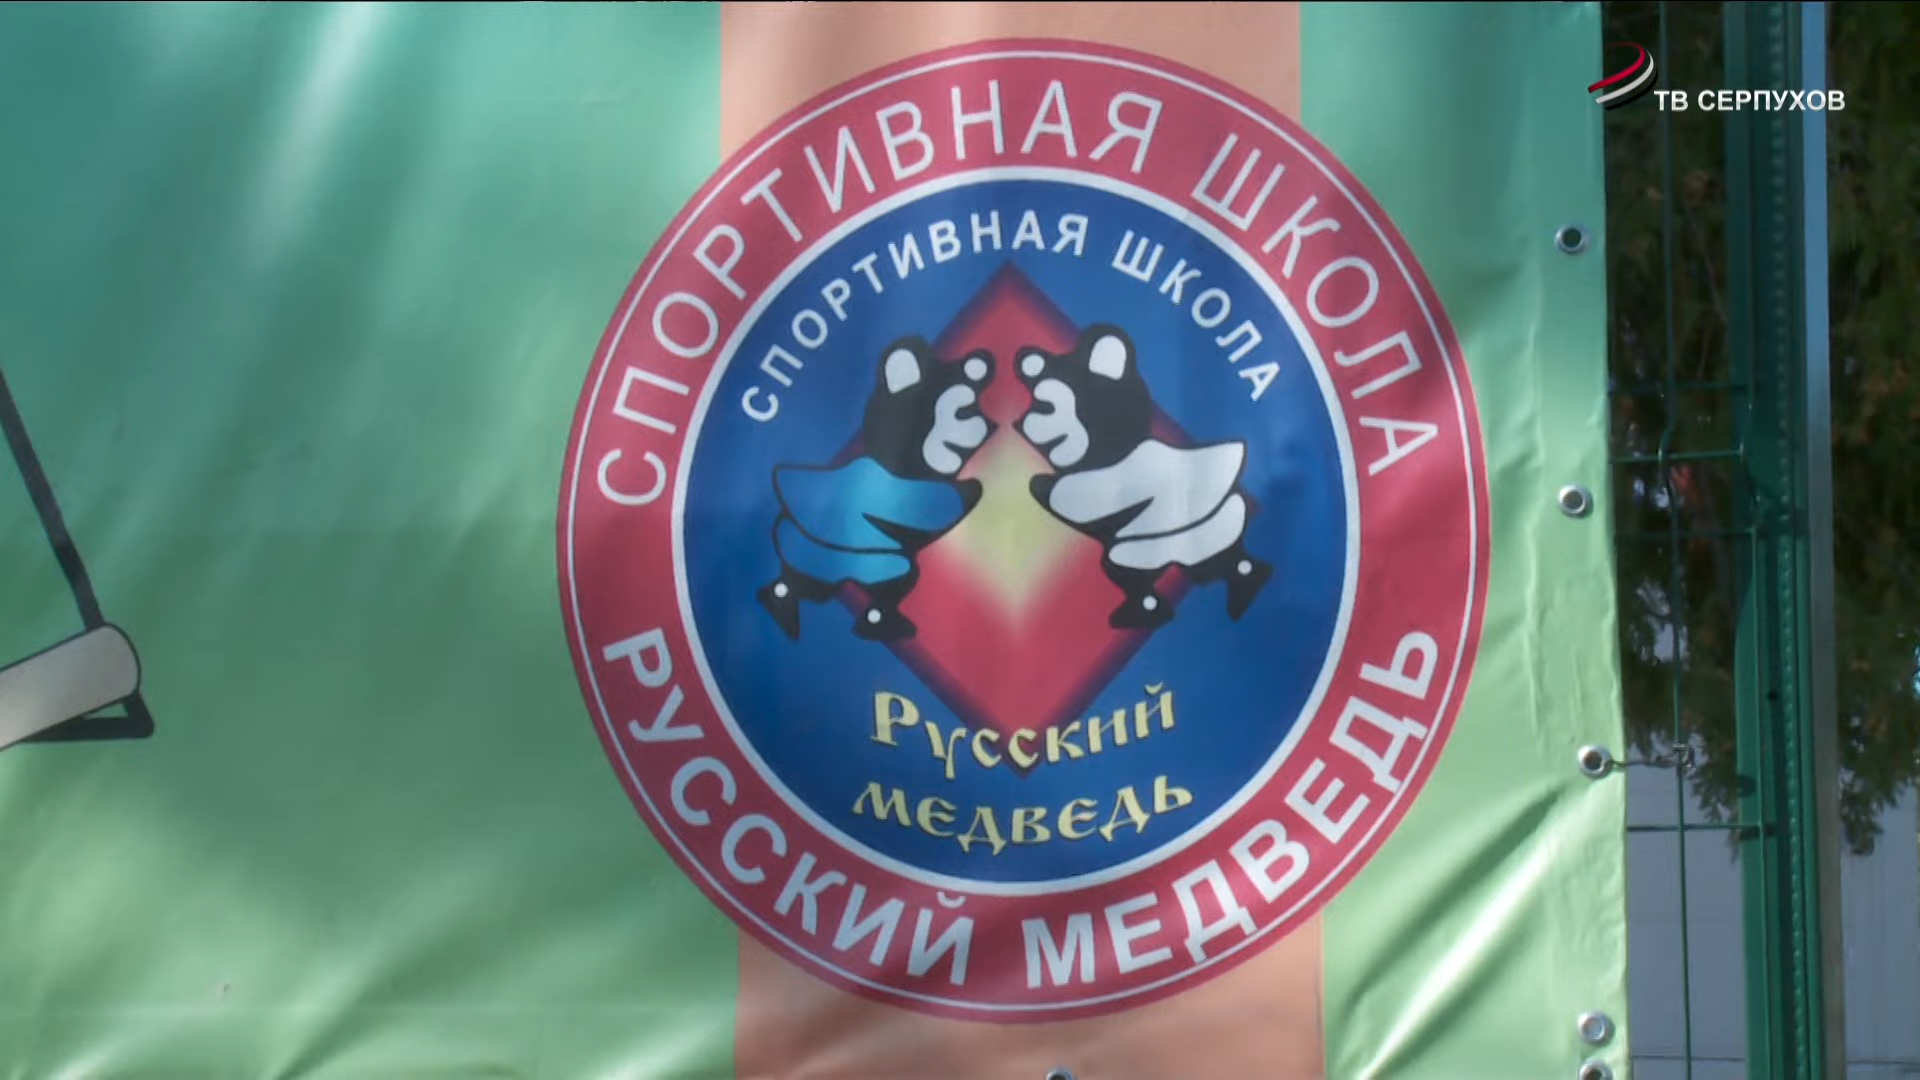 ТВ СЕРПУХОВ
СПОРТИВНАЯ ШКОЛА
СПОРТИВНАЯ ШКОЛА
Русский
медведь
РУССКИЙ МЕДВЕДЬ